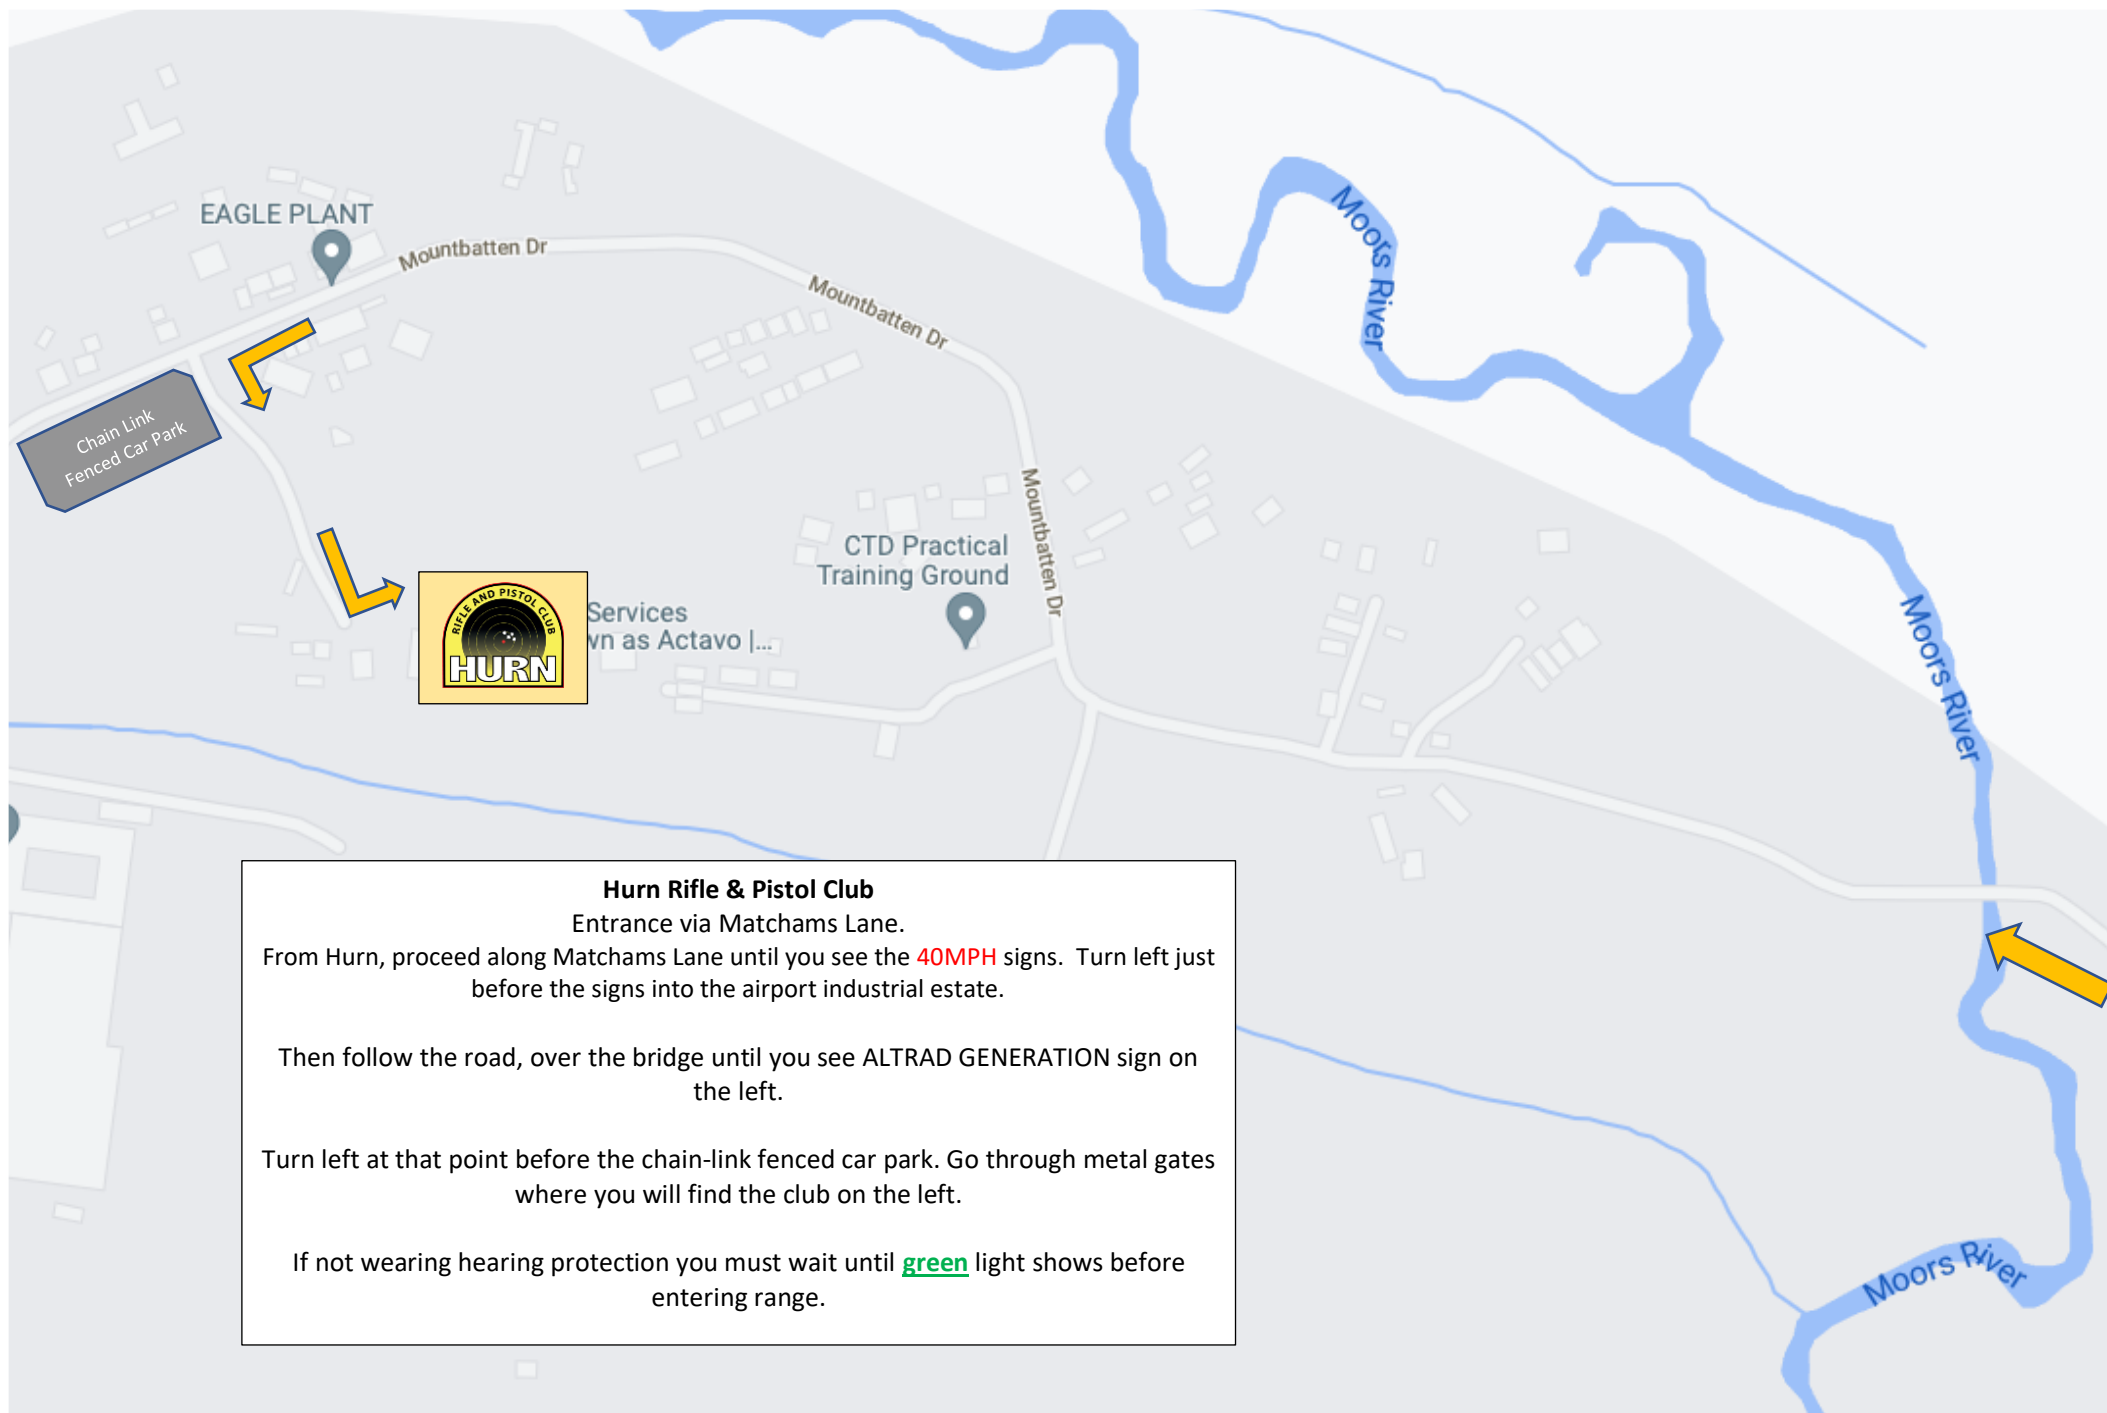 EAGLE PLANT
Mountbatten Dr
Mountbatten Dr
Moors River
Chain Link
Fenced Car Park
Mountbatten Dr
CTD Practical
Training Ground
RIFLE AND PISTOL CLUB
HURN
Services
vn as Actavo |...
Moors River
Hurn Rifle & Pistol Club
Entrance via Matchams Lane.
From Hurn, proceed along Matchams Lane until you see the 40MPH signs.  Turn left just
before the signs into the airport industrial estate.
Then follow the road, over the bridge until you see ALTRAD GENERATION sign on
the left.
Turn left at that point before the chain-link fenced car park. Go through metal gates
where you will find the club on the left.
If not wearing hearing protection you must wait until green light shows before
entering range.
Moors River